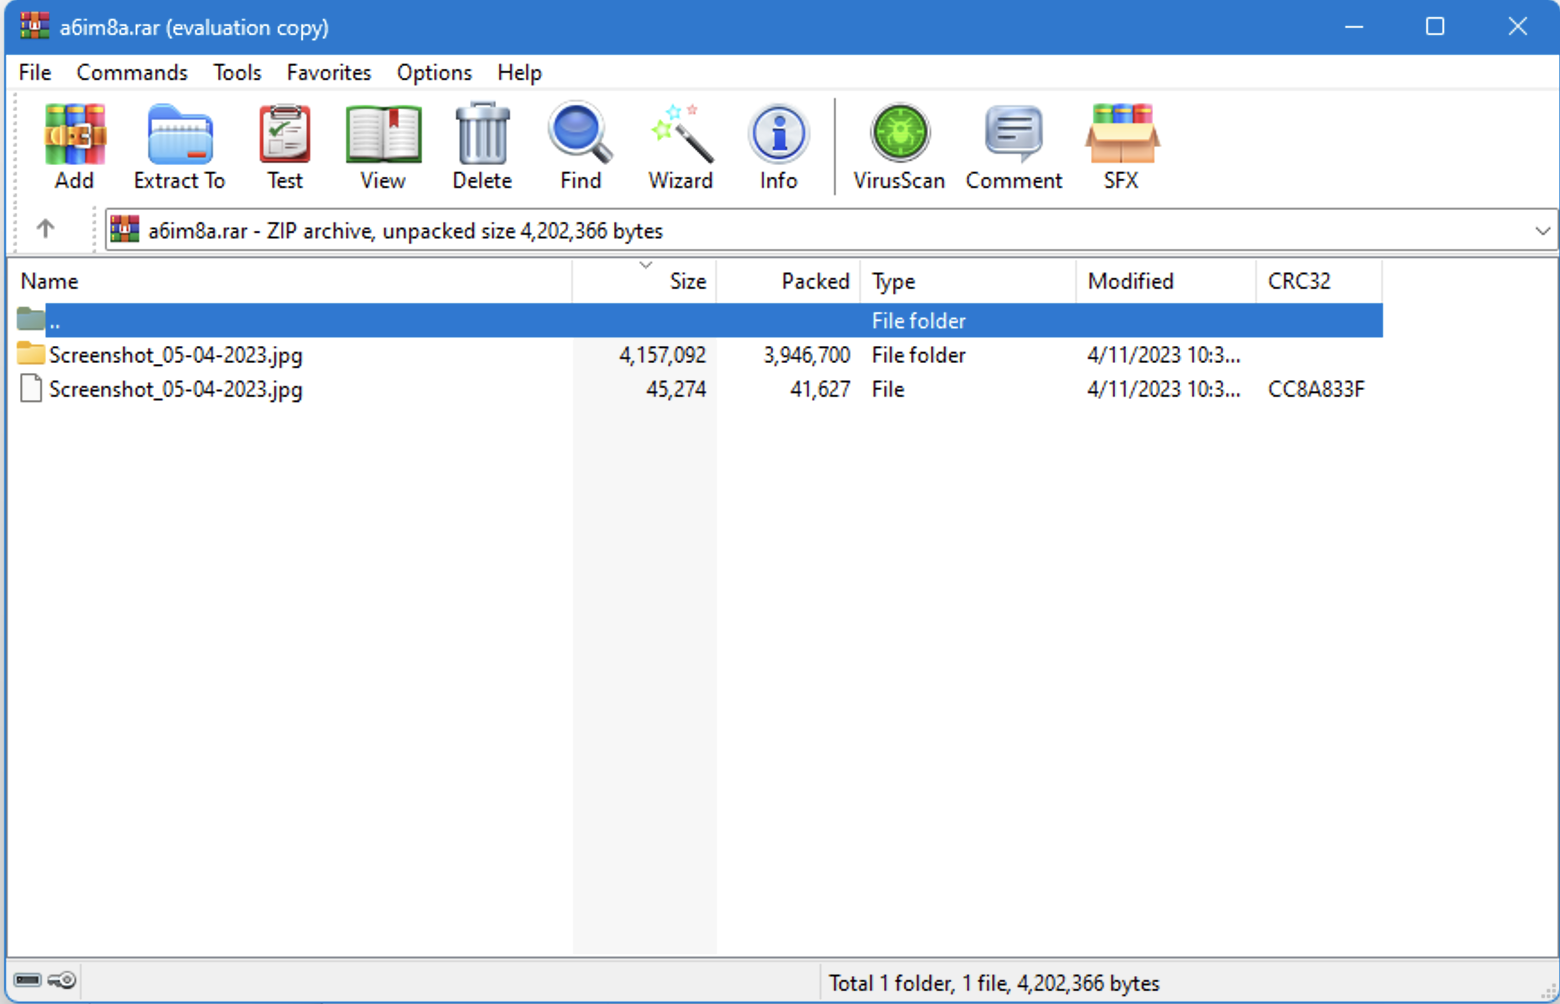 a6im8a.rar (evaluation copy)
File Commands Tools Favorites Options Help
Add Extract To Test View Delete Find Wizard Info VirusScan Comment SFX
a6im8a.rar - ZIP archive, unpacked size 4,202,366 bytes
Name Size Packed Type Modified CRC32
.. File folder
Screenshot_05-04-2023.jpg 4,157,092 3,946,700 File folder 4/11/2023 10:3...
Screenshot_05-04-2023.jpg 45,274 41,627 File 4/11/2023 10:3... CC8A833F
Total 1 folder, 1 file, 4,202,366 bytes